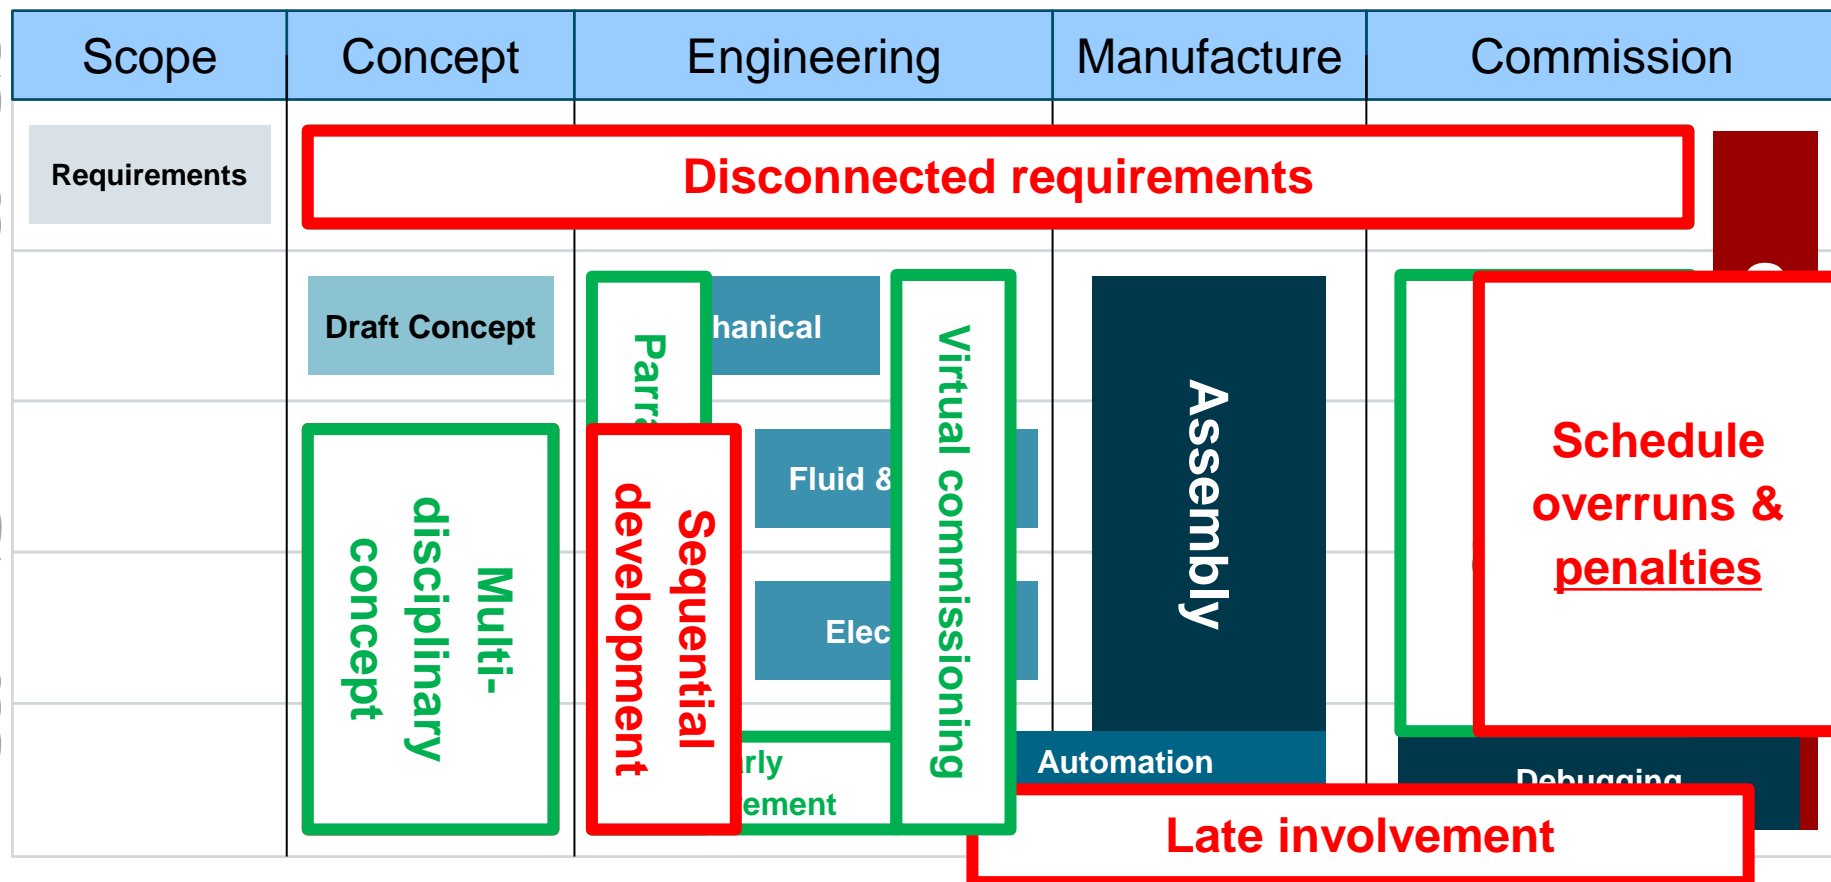 Scope
Concept
Engineering
Manufacture
Commission
Requirements
Disconnected requirements
Draft Concept
hanical
Parra
Virtual commissioning
Assembly
Schedule
overruns &
penalties
Multi-
disciplinary
concept
Sequential
development
Fluid &
Elec
rly
ement
Automation
Debugging
Late involvement